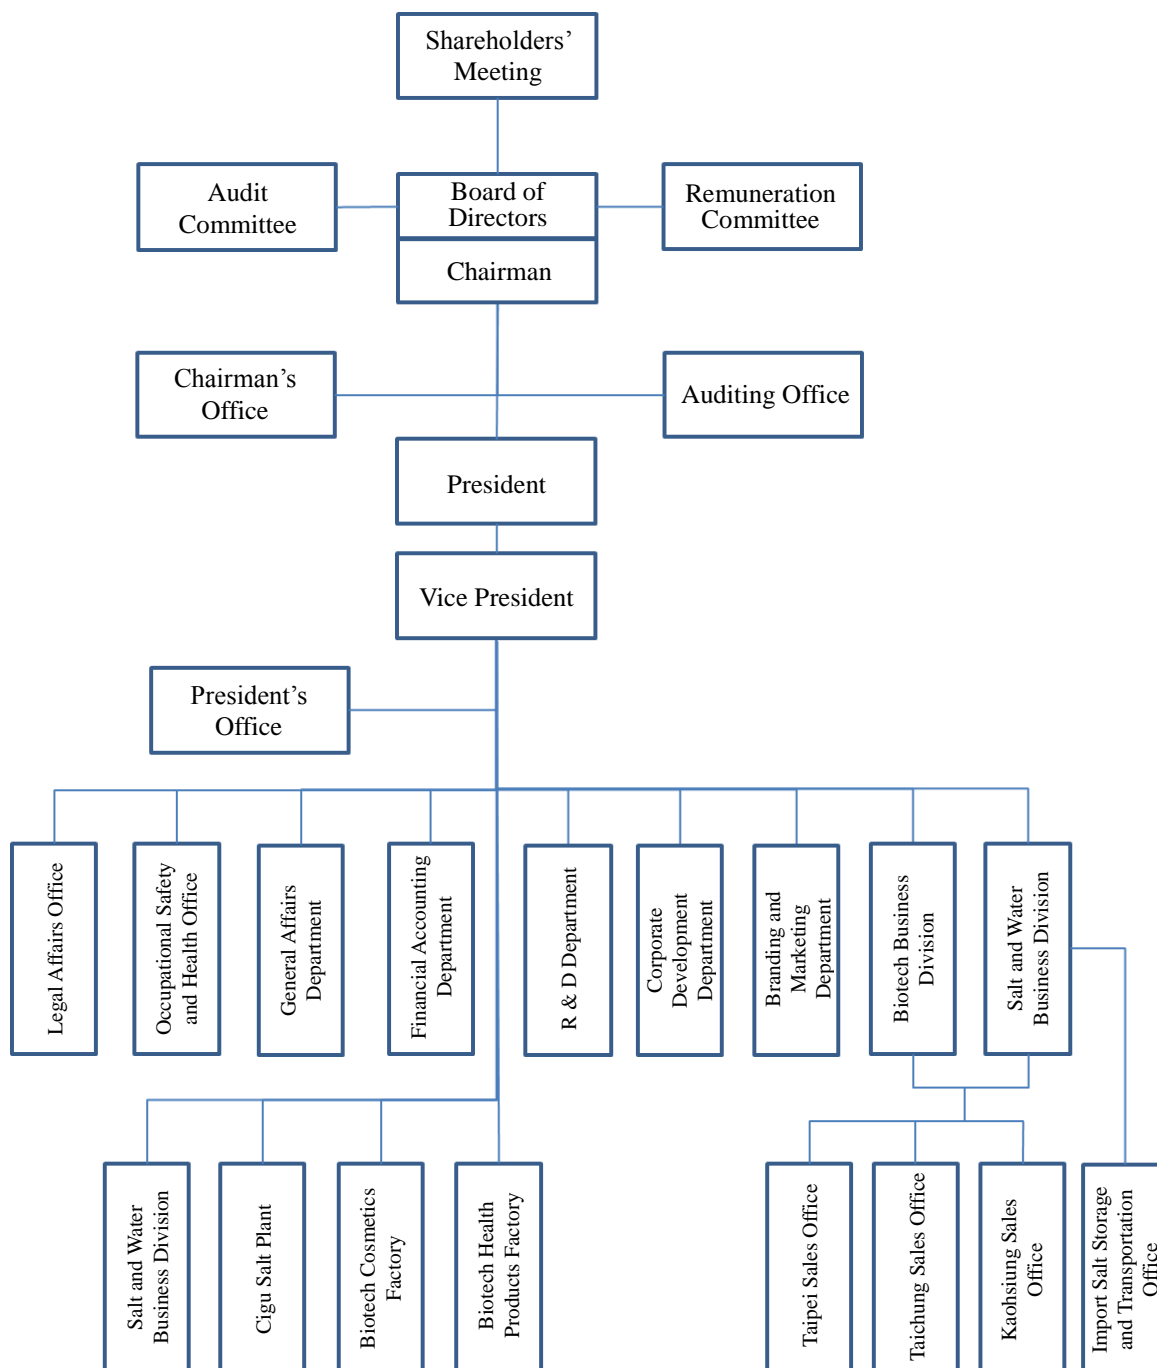 Shareholders’
Meeting
Audit
Committee
Board of
Directors
Remuneration
Committee
Chairman
Chairman’s
Office
Auditing Office
President
Vice President
President’s
Office
Legal Affairs Office
Occupational Safety
and Health Office
General Affairs
Department
Financial Accounting
Department
R & D Department
Corporate
Development
Department
Branding and
Marketing
Department
Biotech Business
Division
Salt and Water
Business Division
Salt and Water
Business Division
Cigu Salt Plant
Biotech Cosmetics
Factory
Biotech Health
Products Factory
Taipei Sales Office
Taichung Sales Office
Kaohsiung Sales
Office
Import Salt Storage
and Transportation
Office